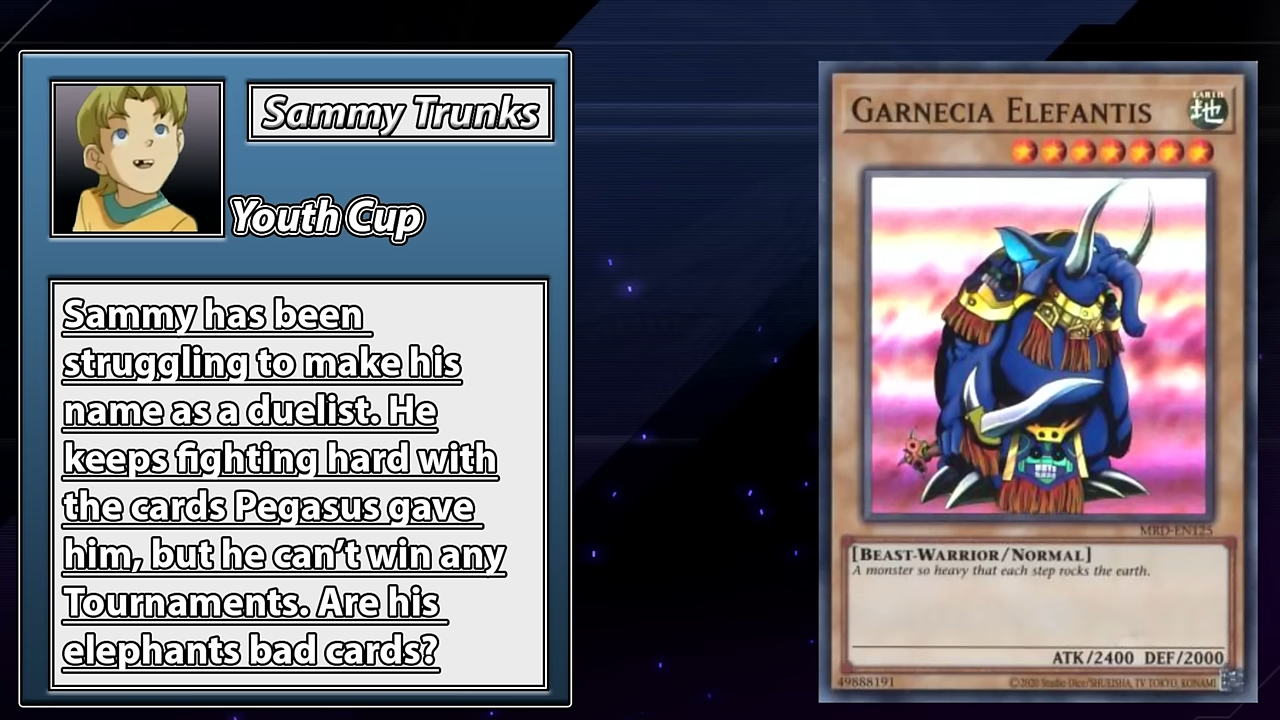 Sammy Trunks
Youth Cup
Sammy has been
struggling to make his
name as a duelist. He
keeps fighting hard with
the cards Pegasus gave
him, but he can't win any
Tournaments. Are his
elephants bad cards?
GARNECIA ELEFANTIS
EARTH
地
MRD-EN125
[BEAST-WARRIOR/NORMAL]
A monster so heavy that each step rocks the earth.
ATK/2400 DEF/2000
49888191
©2020 Studio Dice/SHUEISHA, TV TOKYO, KONAMI